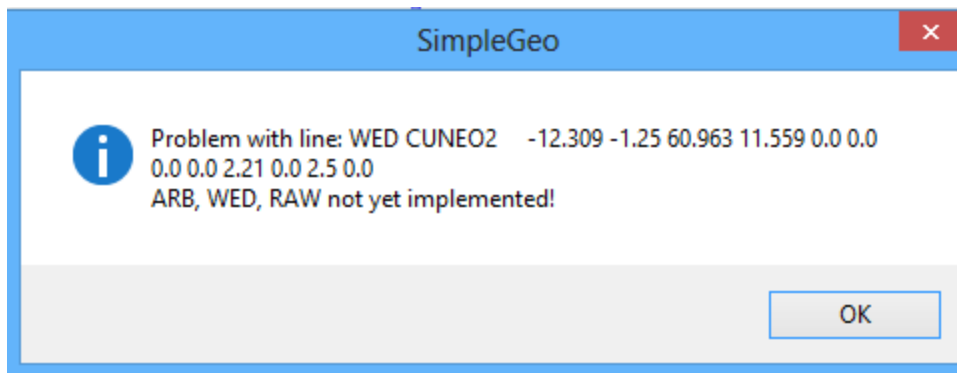 SimpleGeo
Problem with line: WED CUNEO2 -12.309 -1.25 60.963 11.559 0.0 0.0
0.0 0.0 2.21 0.0 2.5 0.0
ARB, WED, RAW not yet implemented!
OK